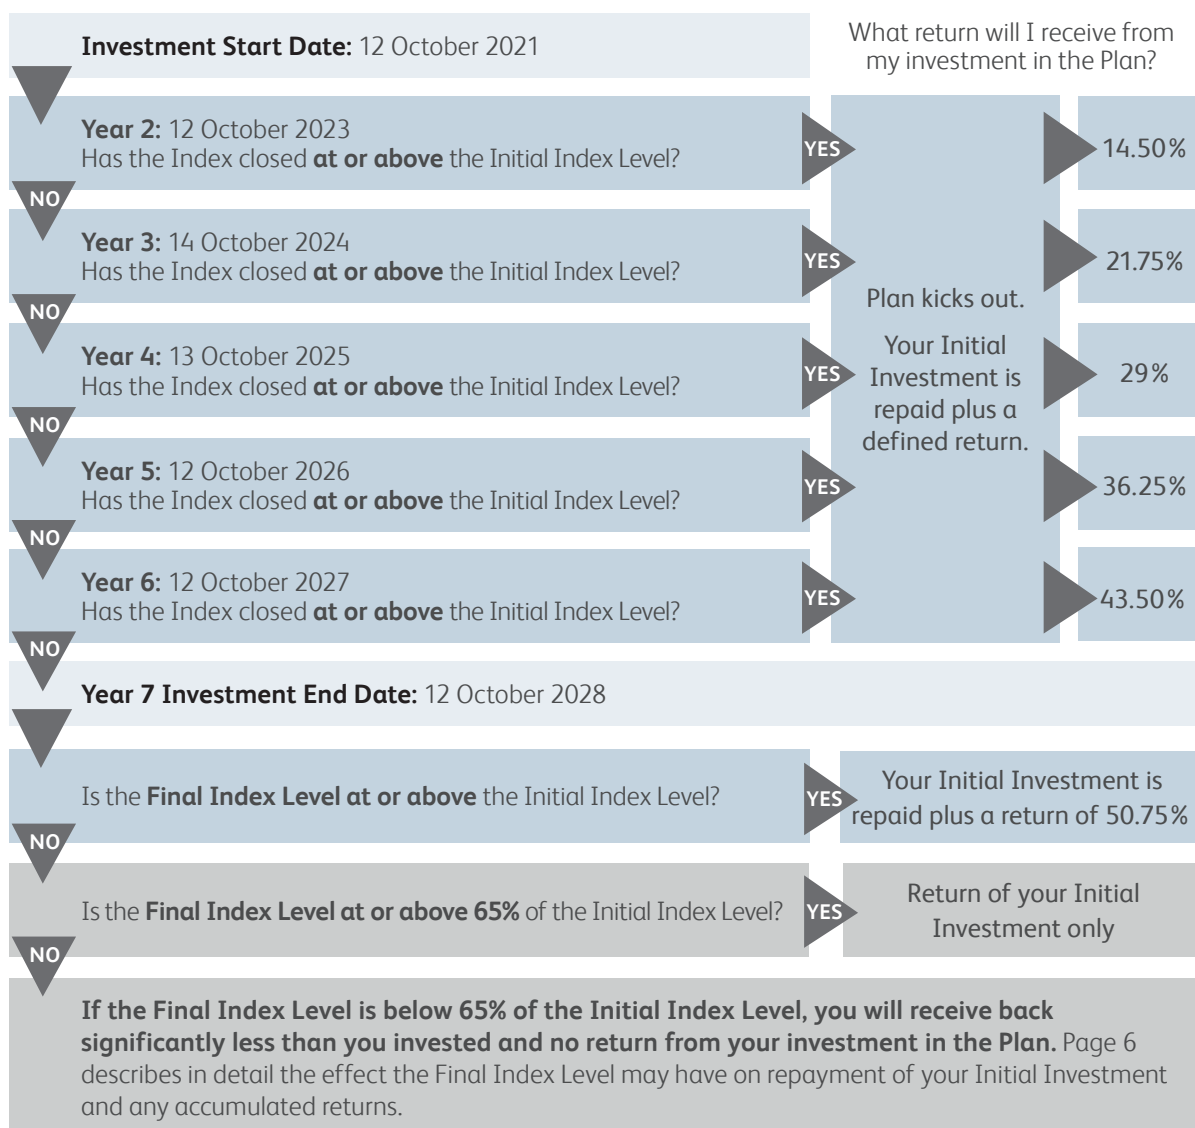 Investment Start Date: 12 October 2021
What return will I receive from
my investment in the Plan?
Year 2: 12 October 2023
Has the Index closed at or above the Initial Index Level?
YES
14.50%
NO
Year 3: 14 October 2024
Has the Index closed at or above the Initial Index Level?
YES
21.75%
NO
Plan kicks out.
Your Initial
Investment is
repaid plus a
defined return.
Year 4: 13 October 2025
Has the Index closed at or above the Initial Index Level?
YES
29%
NO
Year 5: 12 October 2026
Has the Index closed at or above the Initial Index Level?
YES
36.25%
NO
Year 6: 12 October 2027
Has the Index closed at or above the Initial Index Level?
YES
43.50%
NO
Year 7 Investment End Date: 12 October 2028
Is the Final Index Level at or above the Initial Index Level?
YES
Your Initial Investment is
repaid plus a return of 50.75%
NO
Is the Final Index Level at or above 65% of the Initial Index Level?
YES
Return of your Initial
Investment only
NO
If the Final Index Level is below 65% of the Initial Index Level, you will receive back
significantly less than you invested and no return from your investment in the Plan. Page 6
describes in detail the effect the Final Index Level may have on repayment of your Initial Investment
and any accumulated returns.